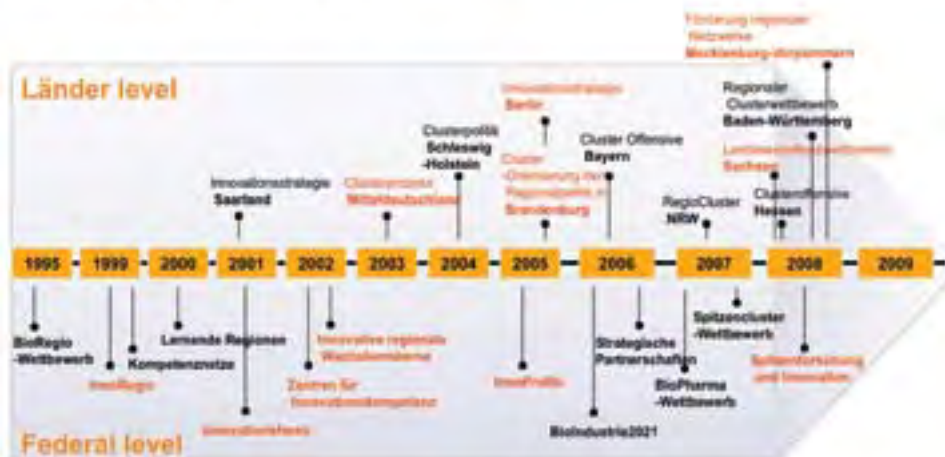 Förderung regionaler
Netzwerke
Mecklenburg-Vorpommern
Länder level
Innovationsstrategie
Berlin
Regionaler
Clusterwettbewerb
Baden-Württemberg
Clusterpolitik
Schleswig
-Holstein
Cluster Offensive
Bayern
Cluster
-Orientierung der
Brandenburg
Sachsen
Innovationsstrategie
Saarland
Mitteldeutschland
RegioCluster
NRW
Clusteroffensive
Hessen
1995
1999
2000
2001
2002
2003
2004
2005
2006
2007
2008
2009
BioRegio
-Wettbewerb
InnoRegio
Kompetenznetze
Lernende Regionen
Innovationsforen
Innovative regionale
Wachstumskerne
Zentren für
Innovationskompetenz
InnoProfile
Strategische
Partnerschaften
BioIndustrie2021
BioPharma
-Wettbewerb
Spitzencluster
-Wettbewerb
Spitzenforschung
und Innovation
Federal level